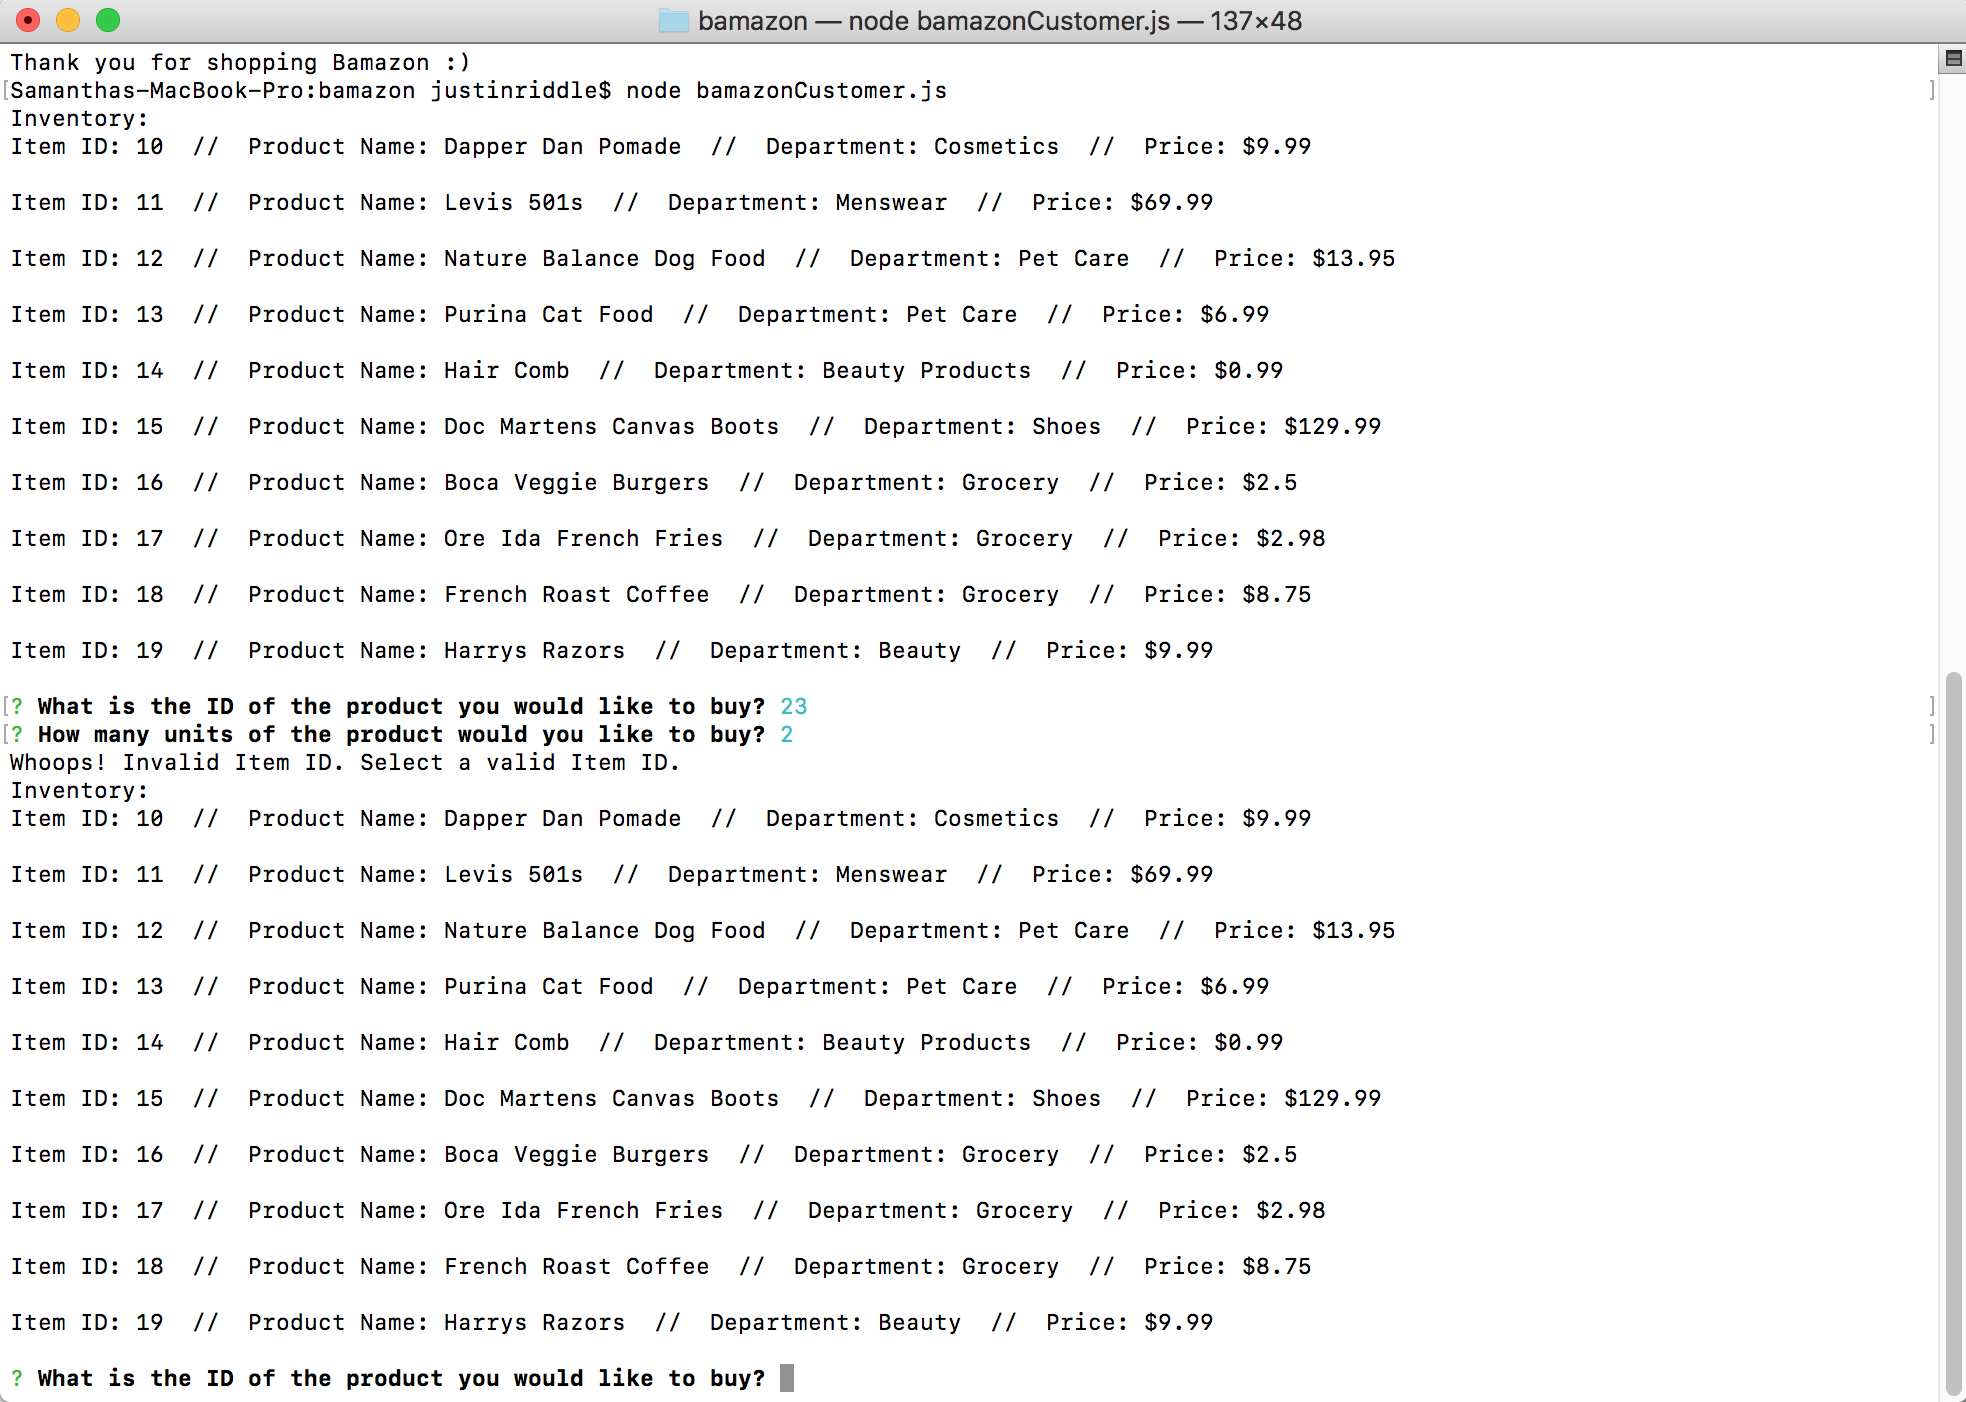 bamazon — node bamazonCustomer.js — 137×48
Thank you for shopping Bamazon :)
[Samanthas-MacBook-Pro:bamazon justinriddle$ node bamazonCustomer.js ]
Inventory:
Item ID: 10  //  Product Name: Dapper Dan Pomade  //  Department: Cosmetics  //  Price: $9.99
Item ID: 11  //  Product Name: Levis 501s  //  Department: Menswear  //  Price: $69.99
Item ID: 12  //  Product Name: Nature Balance Dog Food  //  Department: Pet Care  //  Price: $13.95
Item ID: 13  //  Product Name: Purina Cat Food  //  Department: Pet Care  //  Price: $6.99
Item ID: 14  //  Product Name: Hair Comb  //  Department: Beauty Products  //  Price: $0.99
Item ID: 15  //  Product Name: Doc Martens Canvas Boots  //  Department: Shoes  //  Price: $129.99
Item ID: 16  //  Product Name: Boca Veggie Burgers  //  Department: Grocery  //  Price: $2.5
Item ID: 17  //  Product Name: Ore Ida French Fries  //  Department: Grocery  //  Price: $2.98
Item ID: 18  //  Product Name: French Roast Coffee  //  Department: Grocery  //  Price: $8.75
Item ID: 19  //  Product Name: Harrys Razors  //  Department: Beauty  //  Price: $9.99
[? What is the ID of the product you would like to buy? 23 ]
[? How many units of the product would you like to buy? 2 ]
Whoops! Invalid Item ID. Select a valid Item ID.
Inventory:
Item ID: 10  //  Product Name: Dapper Dan Pomade  //  Department: Cosmetics  //  Price: $9.99
Item ID: 11  //  Product Name: Levis 501s  //  Department: Menswear  //  Price: $69.99
Item ID: 12  //  Product Name: Nature Balance Dog Food  //  Department: Pet Care  //  Price: $13.95
Item ID: 13  //  Product Name: Purina Cat Food  //  Department: Pet Care  //  Price: $6.99
Item ID: 14  //  Product Name: Hair Comb  //  Department: Beauty Products  //  Price: $0.99
Item ID: 15  //  Product Name: Doc Martens Canvas Boots  //  Department: Shoes  //  Price: $129.99
Item ID: 16  //  Product Name: Boca Veggie Burgers  //  Department: Grocery  //  Price: $2.5
Item ID: 17  //  Product Name: Ore Ida French Fries  //  Department: Grocery  //  Price: $2.98
Item ID: 18  //  Product Name: French Roast Coffee  //  Department: Grocery  //  Price: $8.75
Item ID: 19  //  Product Name: Harrys Razors  //  Department: Beauty  //  Price: $9.99
? What is the ID of the product you would like to buy?